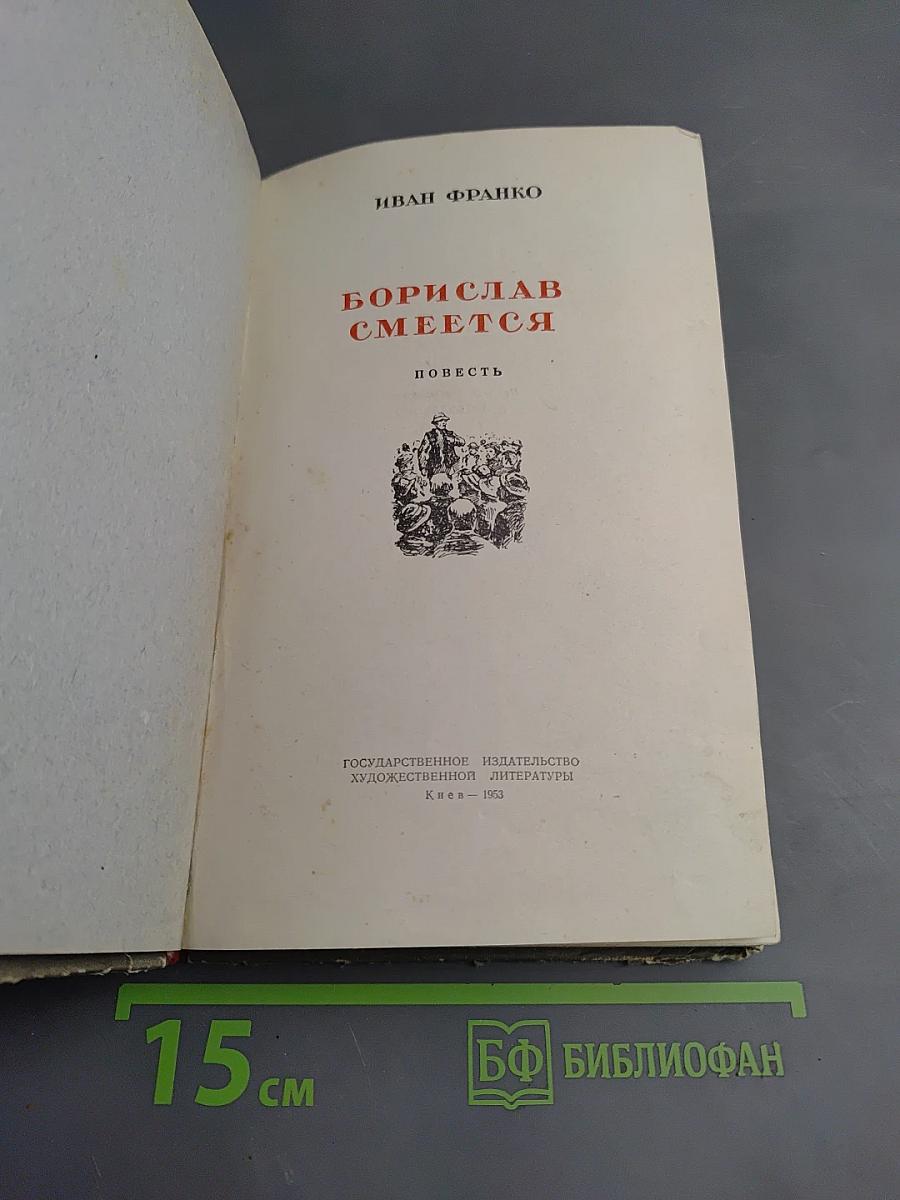 ИВАН ФРАНКО
БОРИСЛАВ
СМЕЕТСЯ
ПОВЕСТЬ
ГОСУДАРСТВЕННОЕ ИЗДАТЕЛЬСТВО
ХУДОЖЕСТВЕННОЙ ЛИТЕРАТУРЫ
Киев — 1953
15 см
БФ БИБЛИОФАН